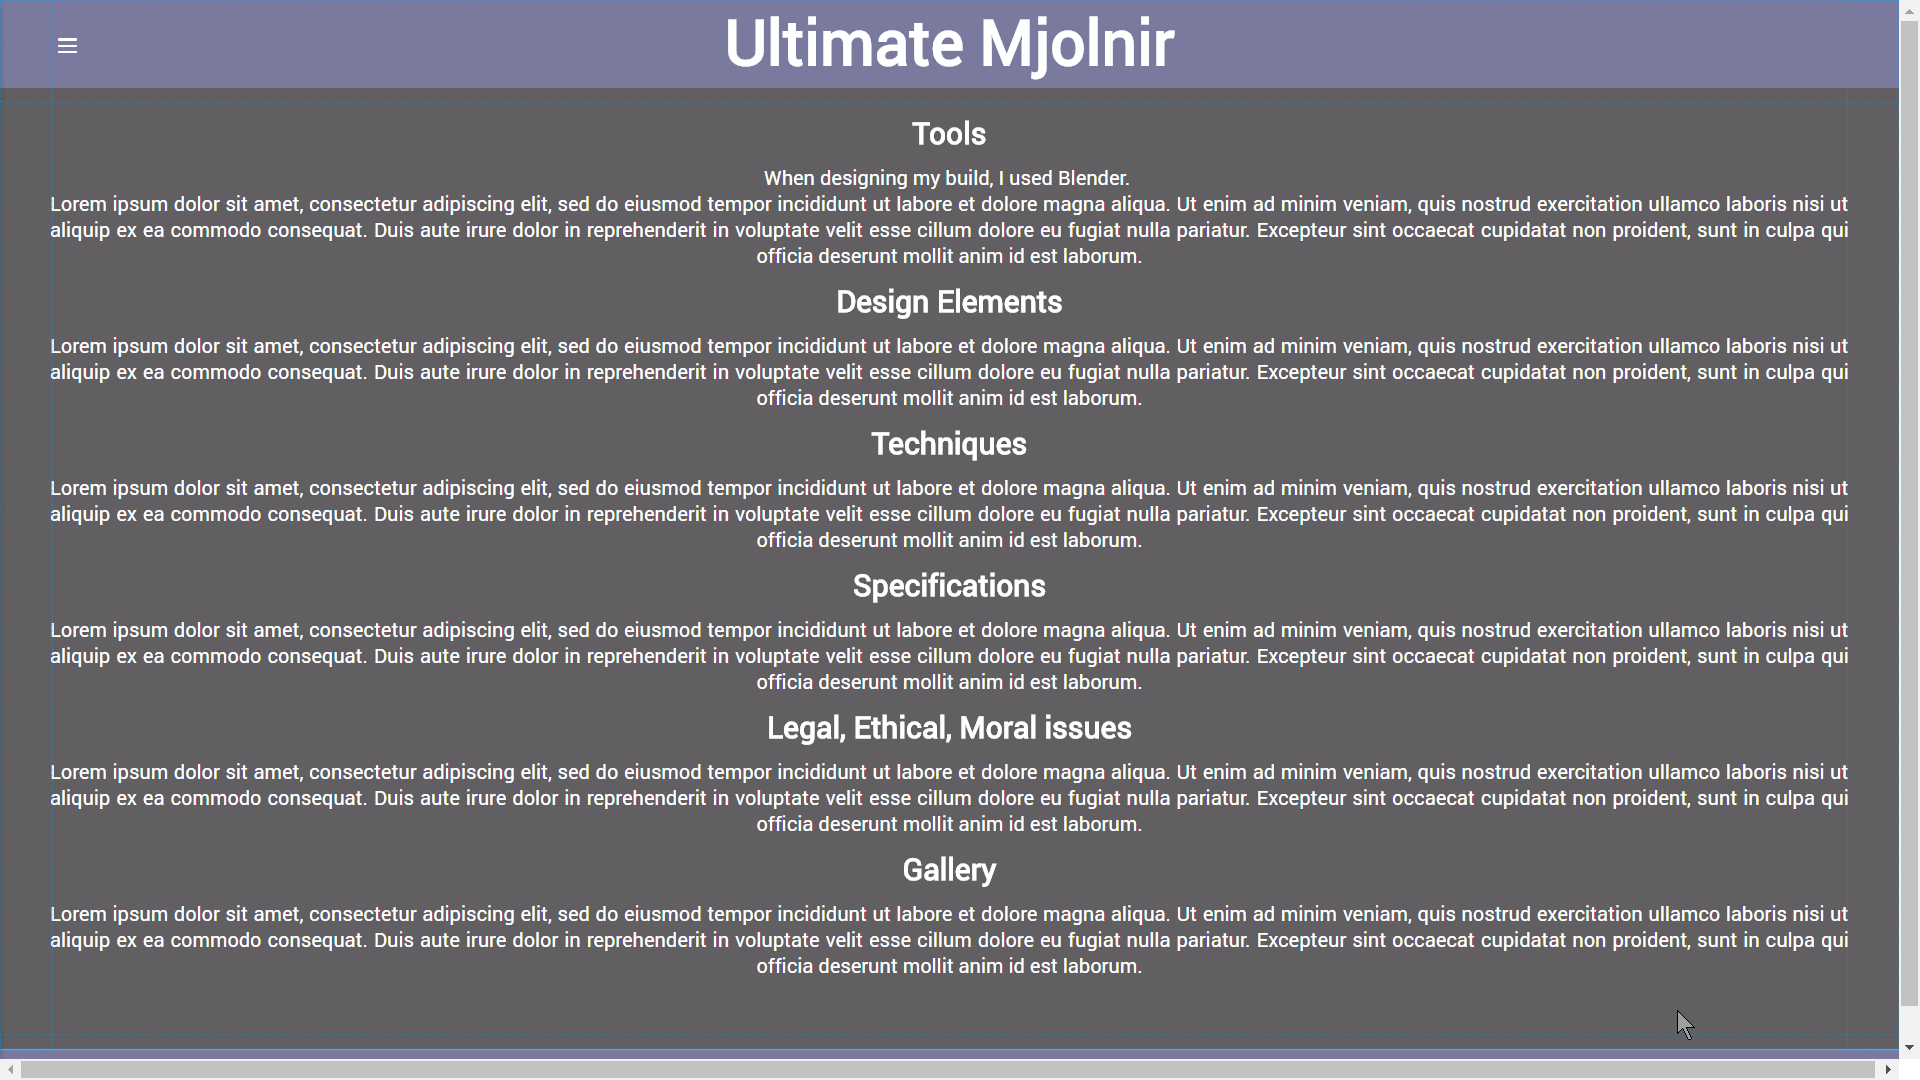 Ultimate Mjolnir
Tools
When designing my build, I used Blender.
Lorem ipsum dolor sit amet, consectetur adipiscing elit, sed do eiusmod tempor incididunt ut labore et dolore magna aliqua. Ut enim ad minim veniam, quis nostrud exercitation ullamco laboris nisi ut
aliquip ex ea commodo consequat. Duis aute irure dolor in reprehenderit in voluptate velit esse cillum dolore eu fugiat nulla pariatur. Excepteur sint occaecat cupidatat non proident, sunt in culpa qui
officia deserunt mollit anim id est laborum.
Design Elements
Lorem ipsum dolor sit amet, consectetur adipiscing elit, sed do eiusmod tempor incididunt ut labore et dolore magna aliqua. Ut enim ad minim veniam, quis nostrud exercitation ullamco laboris nisi ut
aliquip ex ea commodo consequat. Duis aute irure dolor in reprehenderit in voluptate velit esse cillum dolore eu fugiat nulla pariatur. Excepteur sint occaecat cupidatat non proident, sunt in culpa qui
officia deserunt mollit anim id est laborum.
Techniques
Lorem ipsum dolor sit amet, consectetur adipiscing elit, sed do eiusmod tempor incididunt ut labore et dolore magna aliqua. Ut enim ad minim veniam, quis nostrud exercitation ullamco laboris nisi ut
aliquip ex ea commodo consequat. Duis aute irure dolor in reprehenderit in voluptate velit esse cillum dolore eu fugiat nulla pariatur. Excepteur sint occaecat cupidatat non proident, sunt in culpa qui
officia deserunt mollit anim id est laborum.
Specifications
Lorem ipsum dolor sit amet, consectetur adipiscing elit, sed do eiusmod tempor incididunt ut labore et dolore magna aliqua. Ut enim ad minim veniam, quis nostrud exercitation ullamco laboris nisi ut
aliquip ex ea commodo consequat. Duis aute irure dolor in reprehenderit in voluptate velit esse cillum dolore eu fugiat nulla pariatur. Excepteur sint occaecat cupidatat non proident, sunt in culpa qui
officia deserunt mollit anim id est laborum.
Legal, Ethical, Moral issues
Lorem ipsum dolor sit amet, consectetur adipiscing elit, sed do eiusmod tempor incididunt ut labore et dolore magna aliqua. Ut enim ad minim veniam, quis nostrud exercitation ullamco laboris nisi ut
aliquip ex ea commodo consequat. Duis aute irure dolor in reprehenderit in voluptate velit esse cillum dolore eu fugiat nulla pariatur. Excepteur sint occaecat cupidatat non proident, sunt in culpa qui
officia deserunt mollit anim id est laborum.
Gallery
Lorem ipsum dolor sit amet, consectetur adipiscing elit, sed do eiusmod tempor incididunt ut labore et dolore magna aliqua. Ut enim ad minim veniam, quis nostrud exercitation ullamco laboris nisi ut
aliquip ex ea commodo consequat. Duis aute irure dolor in reprehenderit in voluptate velit esse cillum dolore eu fugiat nulla pariatur. Excepteur sint occaecat cupidatat non proident, sunt in culpa qui
officia deserunt mollit anim id est laborum.